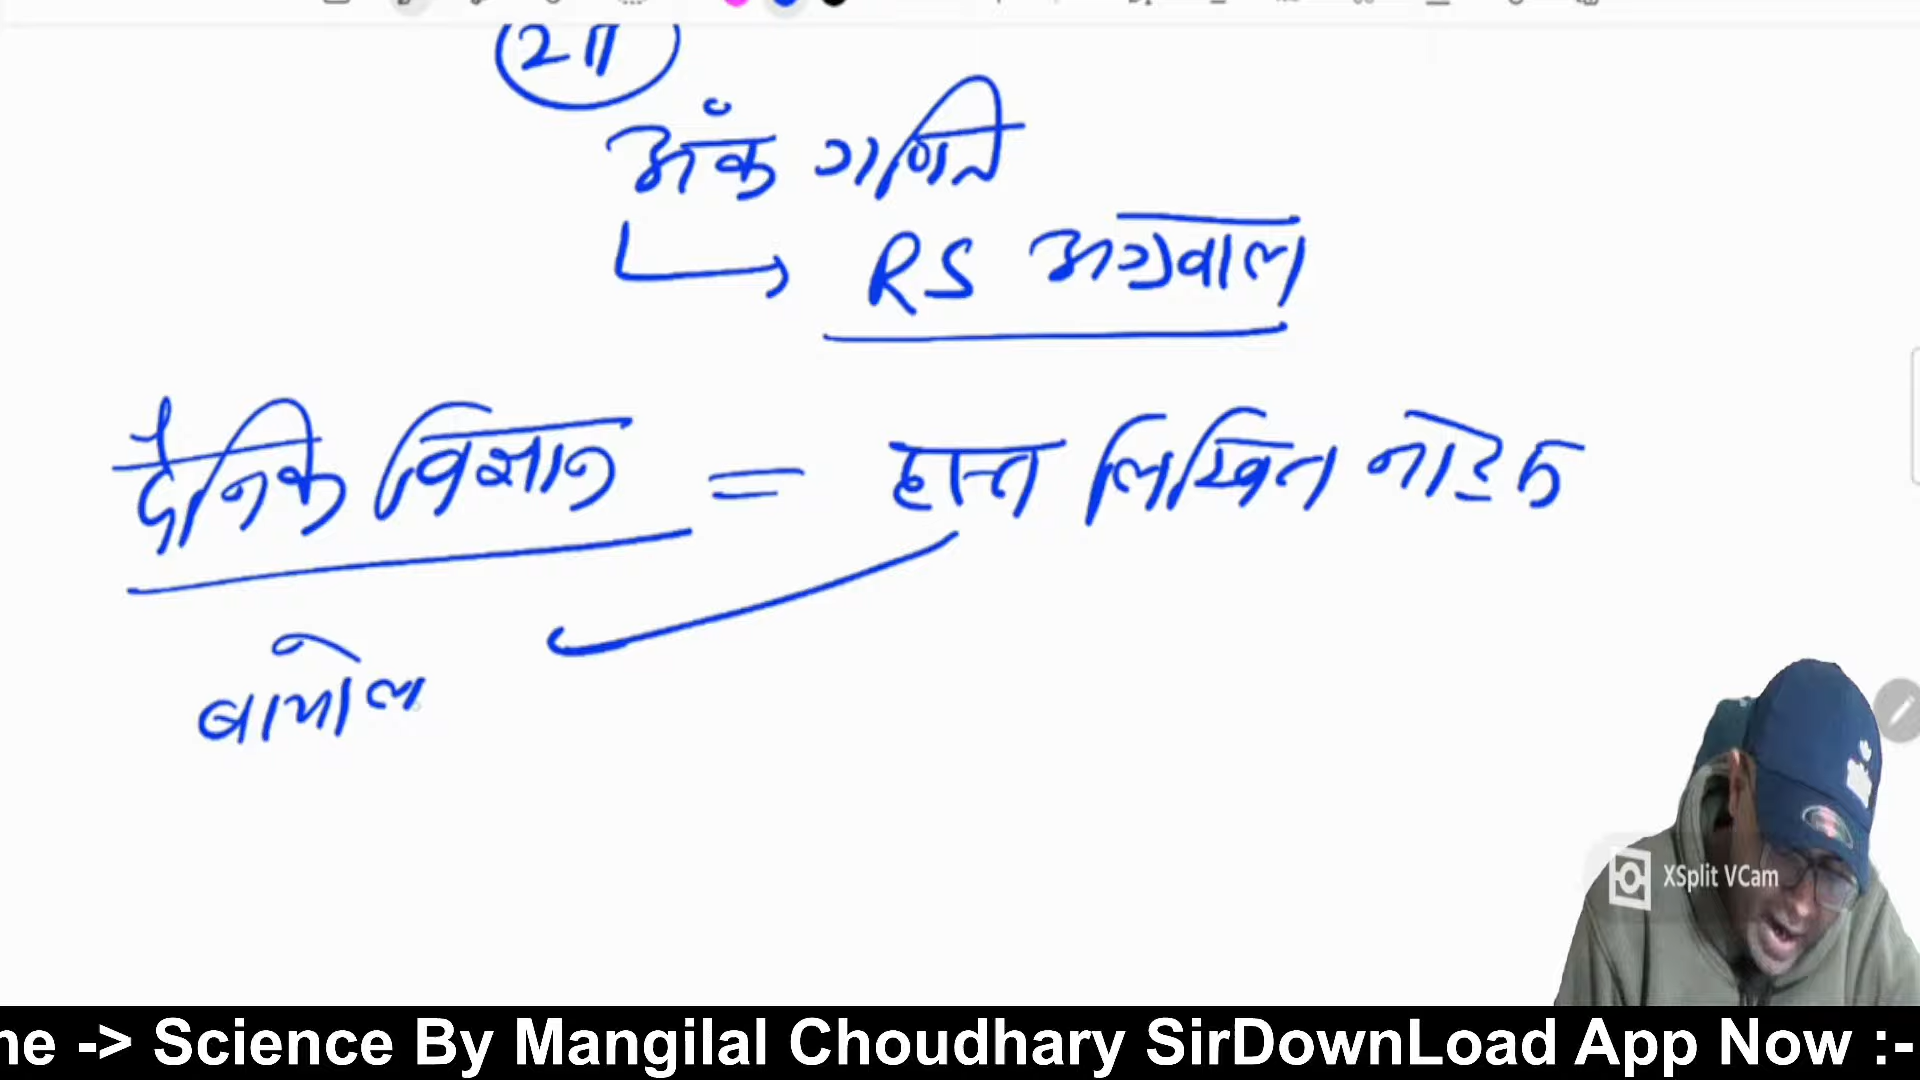 2 π
अंक गणित
RS अग्रवाल
दैनिक विज्ञान = हस्त लिखित नोट्स
बायोल
XSplit VCam
ne -> Science By Mangilal Choudhary SirDownLoad App Now :-